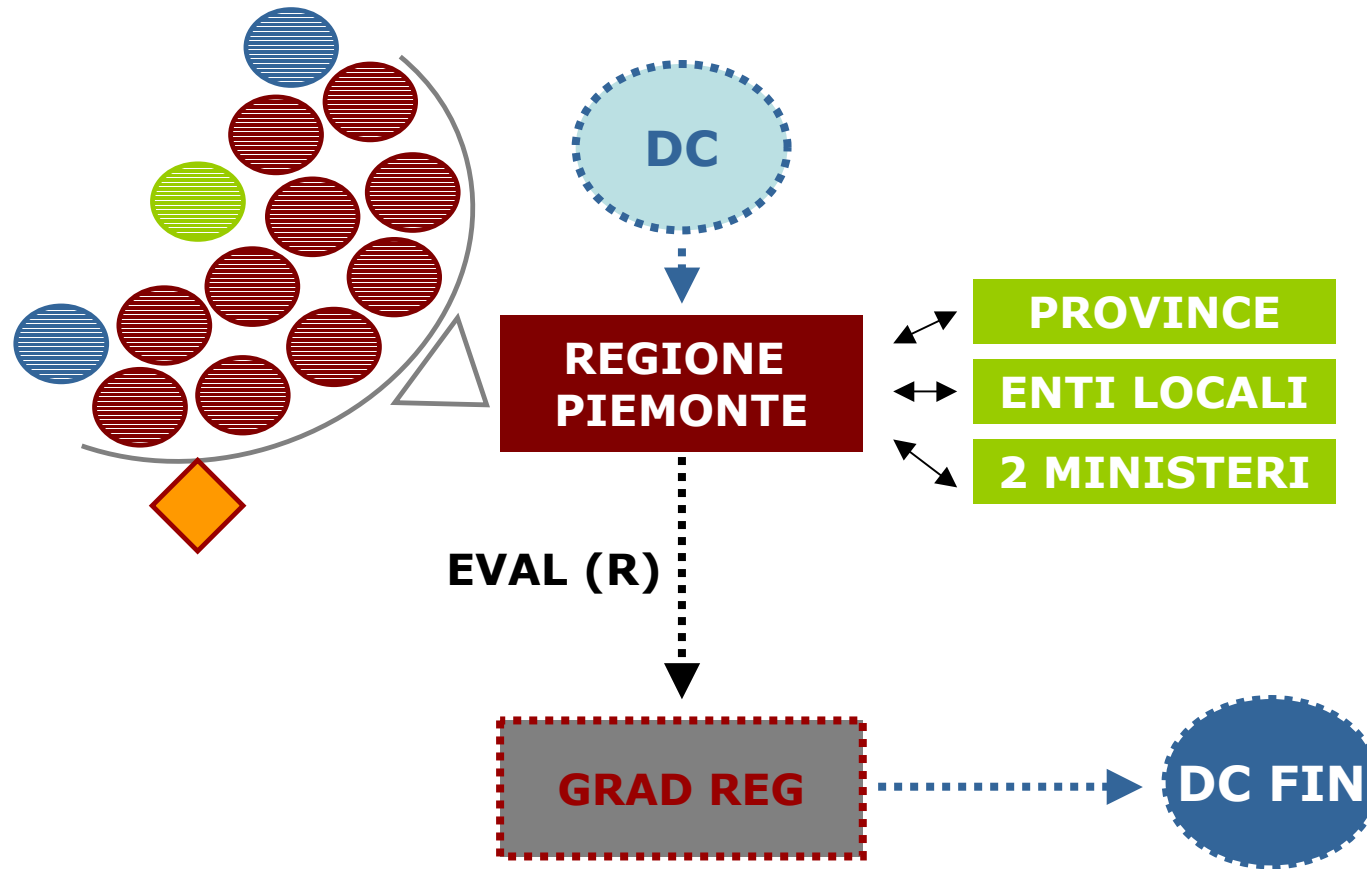 DC
REGIONE
PIEMONTE
PROVINCE
ENTI LOCALI
2 MINISTERI
EVAL (R)
GRAD REG
DC FIN